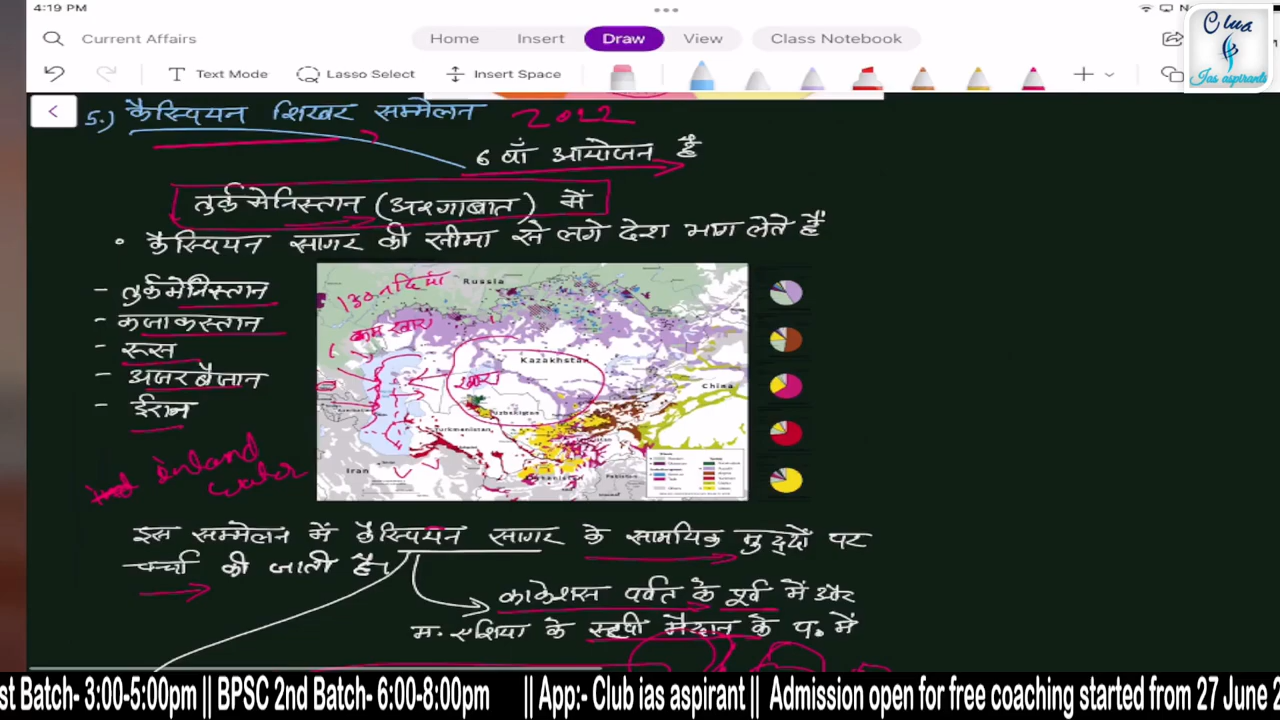 4:19 PM
Current Affairs
Home Insert Draw View Class Notebook
Clua
Ias aspirants
Text Mode Lasso Select Insert Space
5.) कैस्पियन शिखर सम्मेलन 2022
6 वाँ आयोजन है
तुर्कमेनिस्तान (अश्गाबात) में
• कैस्पियन सागर की सीमा से लगे देश भाग लेते हैं
- तुर्कमेनिस्तान
- कजाकस्तान
- रूस
- अजरबैजान
- ईरान
130 नदियाँ
Russia
कम खारा
Kazakhstan
खारा
China
Uzbekistan
Turkmenistan
Iran
inland
water
इस सम्मेलन में कैस्पियन सागर के सामयिक मुद्दों पर
चर्चा की जाती है।
काकेशस पर्वत के पूर्व में और
म. एशिया के स्टेपी मैदान के प. में
st Batch- 3:00-5:00pm || BPSC 2nd Batch- 6:00-8:00pm || App:- Club ias aspirant || Admission open for free coaching started from 27 June 2